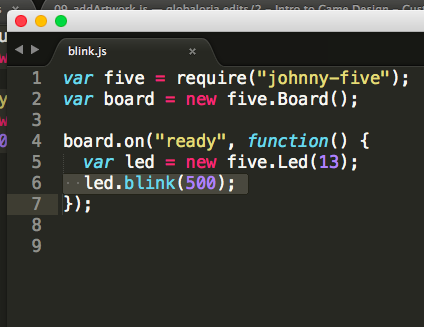 09_addArtwork.js — globaloria edits/2 – Intro to Game Design – Cus
blink.js
1 var five = require("johnny-five");
2 var board = new five.Board();
3
4 board.on("ready", function() {
5 var led = new five.Led(13);
6 led.blink(500);
7 });
8
9